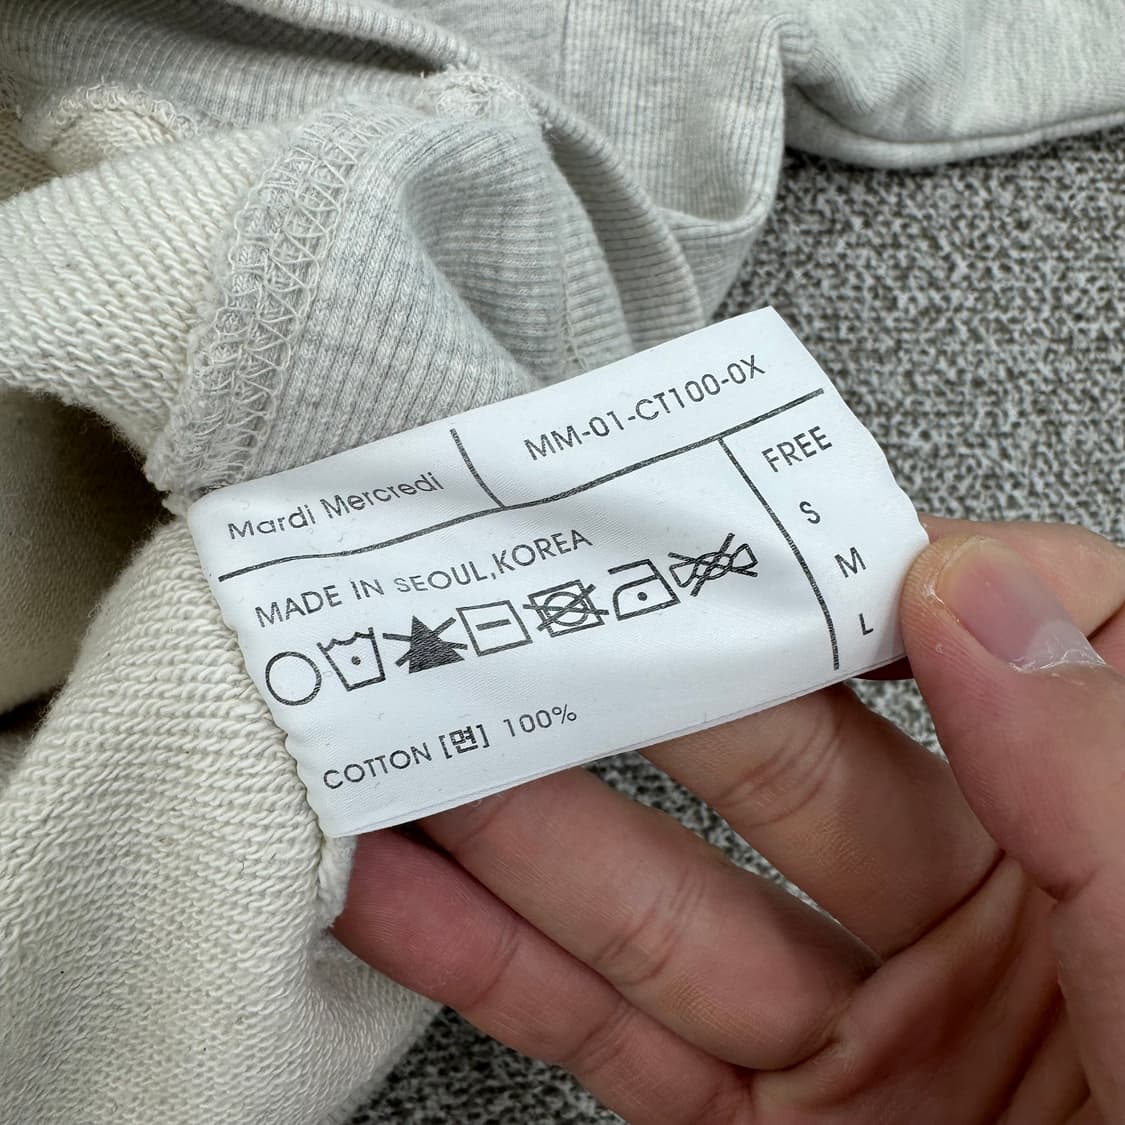 Mardi Mercredi
MM-01-CT100-0X
MADE IN SEOUL,KOREA
COTTON [면] 100%
FREE
S
M
L